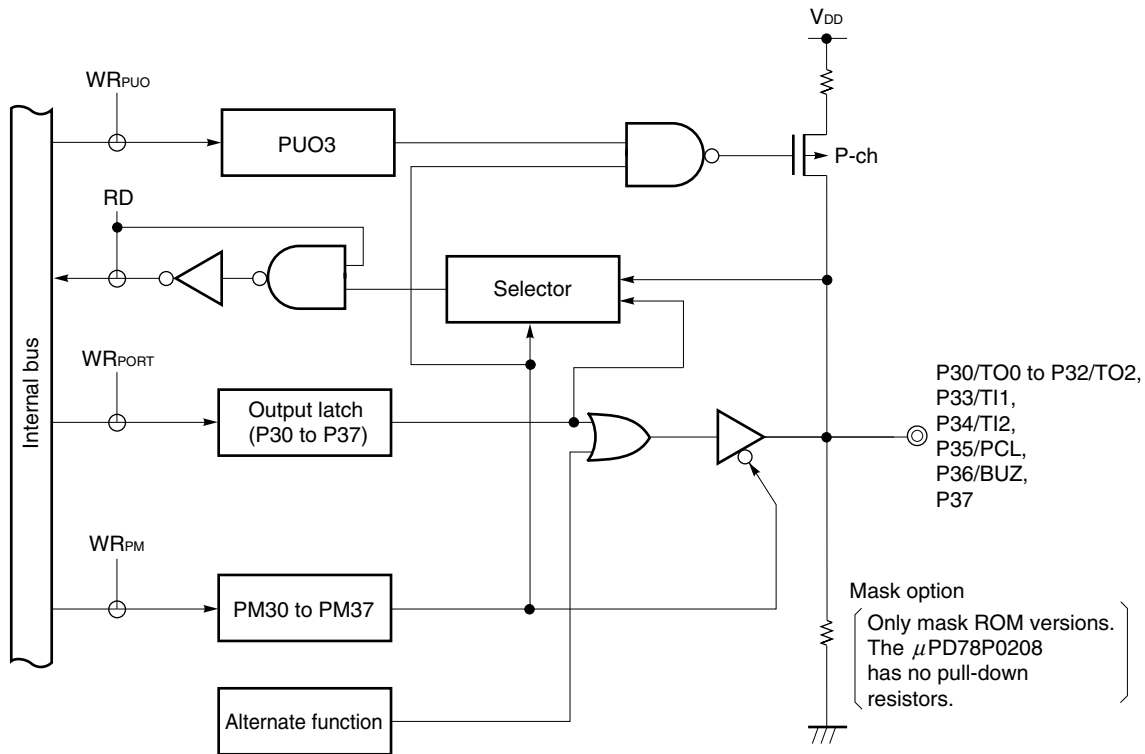 VDD
WRPUO
PUO3
P-ch
RD
Selector
Internal bus
WRPORT
Output latch
(P30 to P37)
P30/TO0 to P32/TO2,
P33/TI1,
P34/TI2,
P35/PCL,
P36/BUZ,
P37
WRPM
PM30 to PM37
Mask option
Only mask ROM versions.
The μPD78P0208
has no pull-down
resistors.
Alternate function